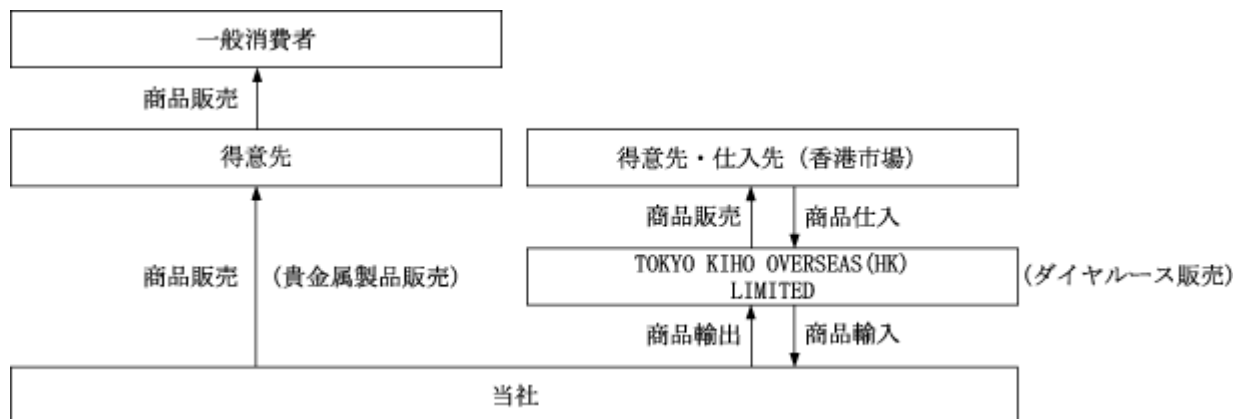 一般消費者
商品販売
得意先
得意先・仕入先（香港市場）
商品販売
商品仕入
商品販売
(貴金属製品販売)
TOKYO KIHO OVERSEAS(HK)
LIMITED
(ダイヤルース販売)
商品輸出
商品輸入
当社